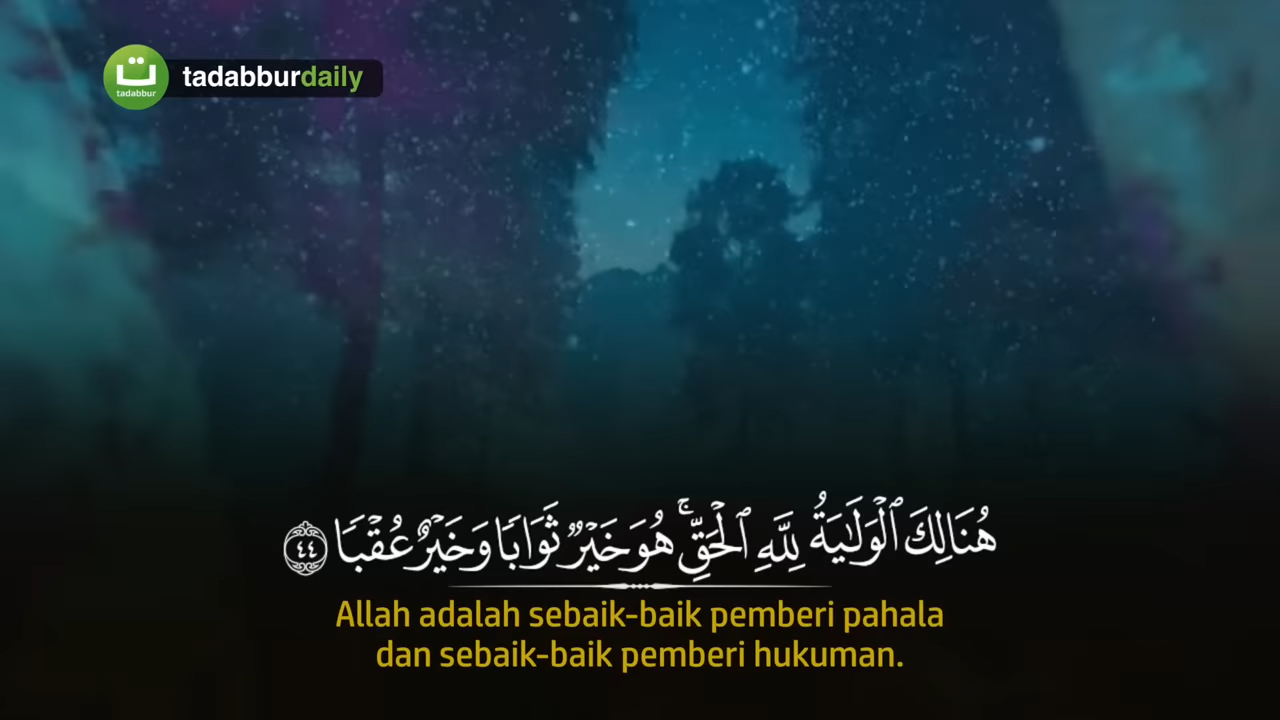 ت
tadabbur
tadabburdaily
هُنَالِكَ ٱلْوَلَـٰيَةُ لِلَّهِ ٱلْحَقِّ ۚ هُوَ خَيْرٌ ثَوَابًا وَخَيْرٌ عُقْبًا ٤٤
Allah adalah sebaik-baik pemberi pahala
dan sebaik-baik pemberi hukuman.